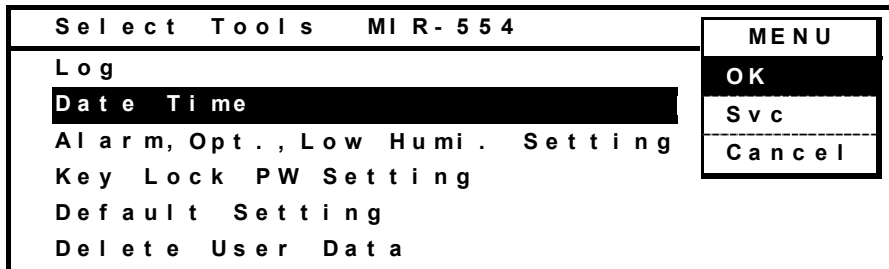 Select Tools MIR-554
Log
Date Time
Alarm, Opt., Low Humi. Setting
Key Lock PW Setting
Default Setting
Delete User Data
MENU
OK
Svc
Cancel